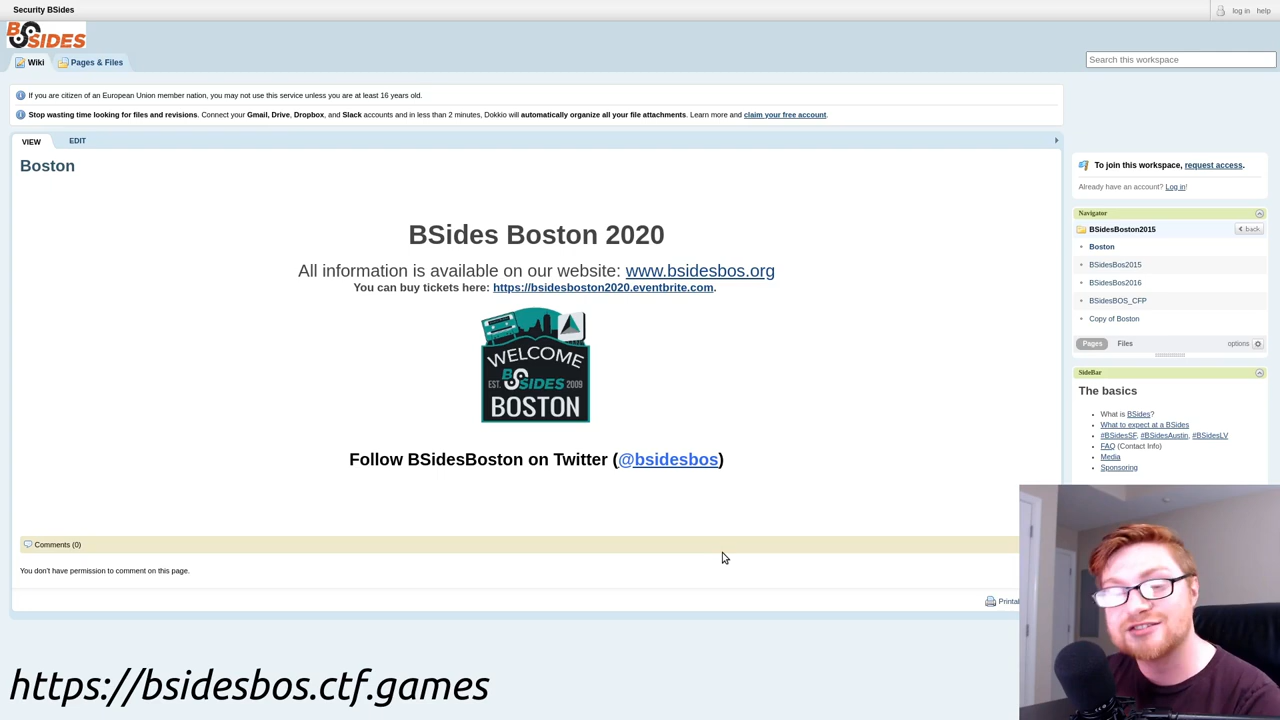 Security BSides
log in help
BSIDES
Wiki
Pages & Files
Search this workspace
If you are citizen of an European Union member nation, you may not use this service unless you are at least 16 years old.
Stop wasting time looking for files and revisions. Connect your Gmail, Drive, Dropbox, and Slack accounts and in less than 2 minutes, Dokkio will automatically organize all your file attachments. Learn more and claim your free account.
VIEW
EDIT
Boston
BSides Boston 2020
All information is available on our website: www.bsidesbos.org
You can buy tickets here: https://bsidesboston2020.eventbrite.com.
WELCOME
EST. BSIDES 2009
BOSTON
Follow BSidesBoston on Twitter (@bsidesbos)
Comments (0)
You don't have permission to comment on this page.
Printa
To join this workspace, request access.
Already have an account? Log in!
Navigator
BSidesBoston2015
back
Boston
BSidesBos2015
BSidesBos2016
BSidesBOS_CFP
Copy of Boston
Pages
Files
options
SideBar
The basics
What is BSides?
What to expect at a BSides
#BSidesSF, #BSidesAustin, #BSidesLV
FAQ (Contact Info)
Media
Sponsoring
https://bsidesbos.ctf.games